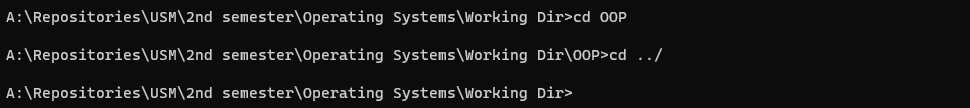 A:\Repositories\USM\2nd semester\Operating Systems\Working Dir>cd OOP
A:\Repositories\USM\2nd semester\Operating Systems\Working Dir\OOP>cd ../
A:\Repositories\USM\2nd semester\Operating Systems\Working Dir>